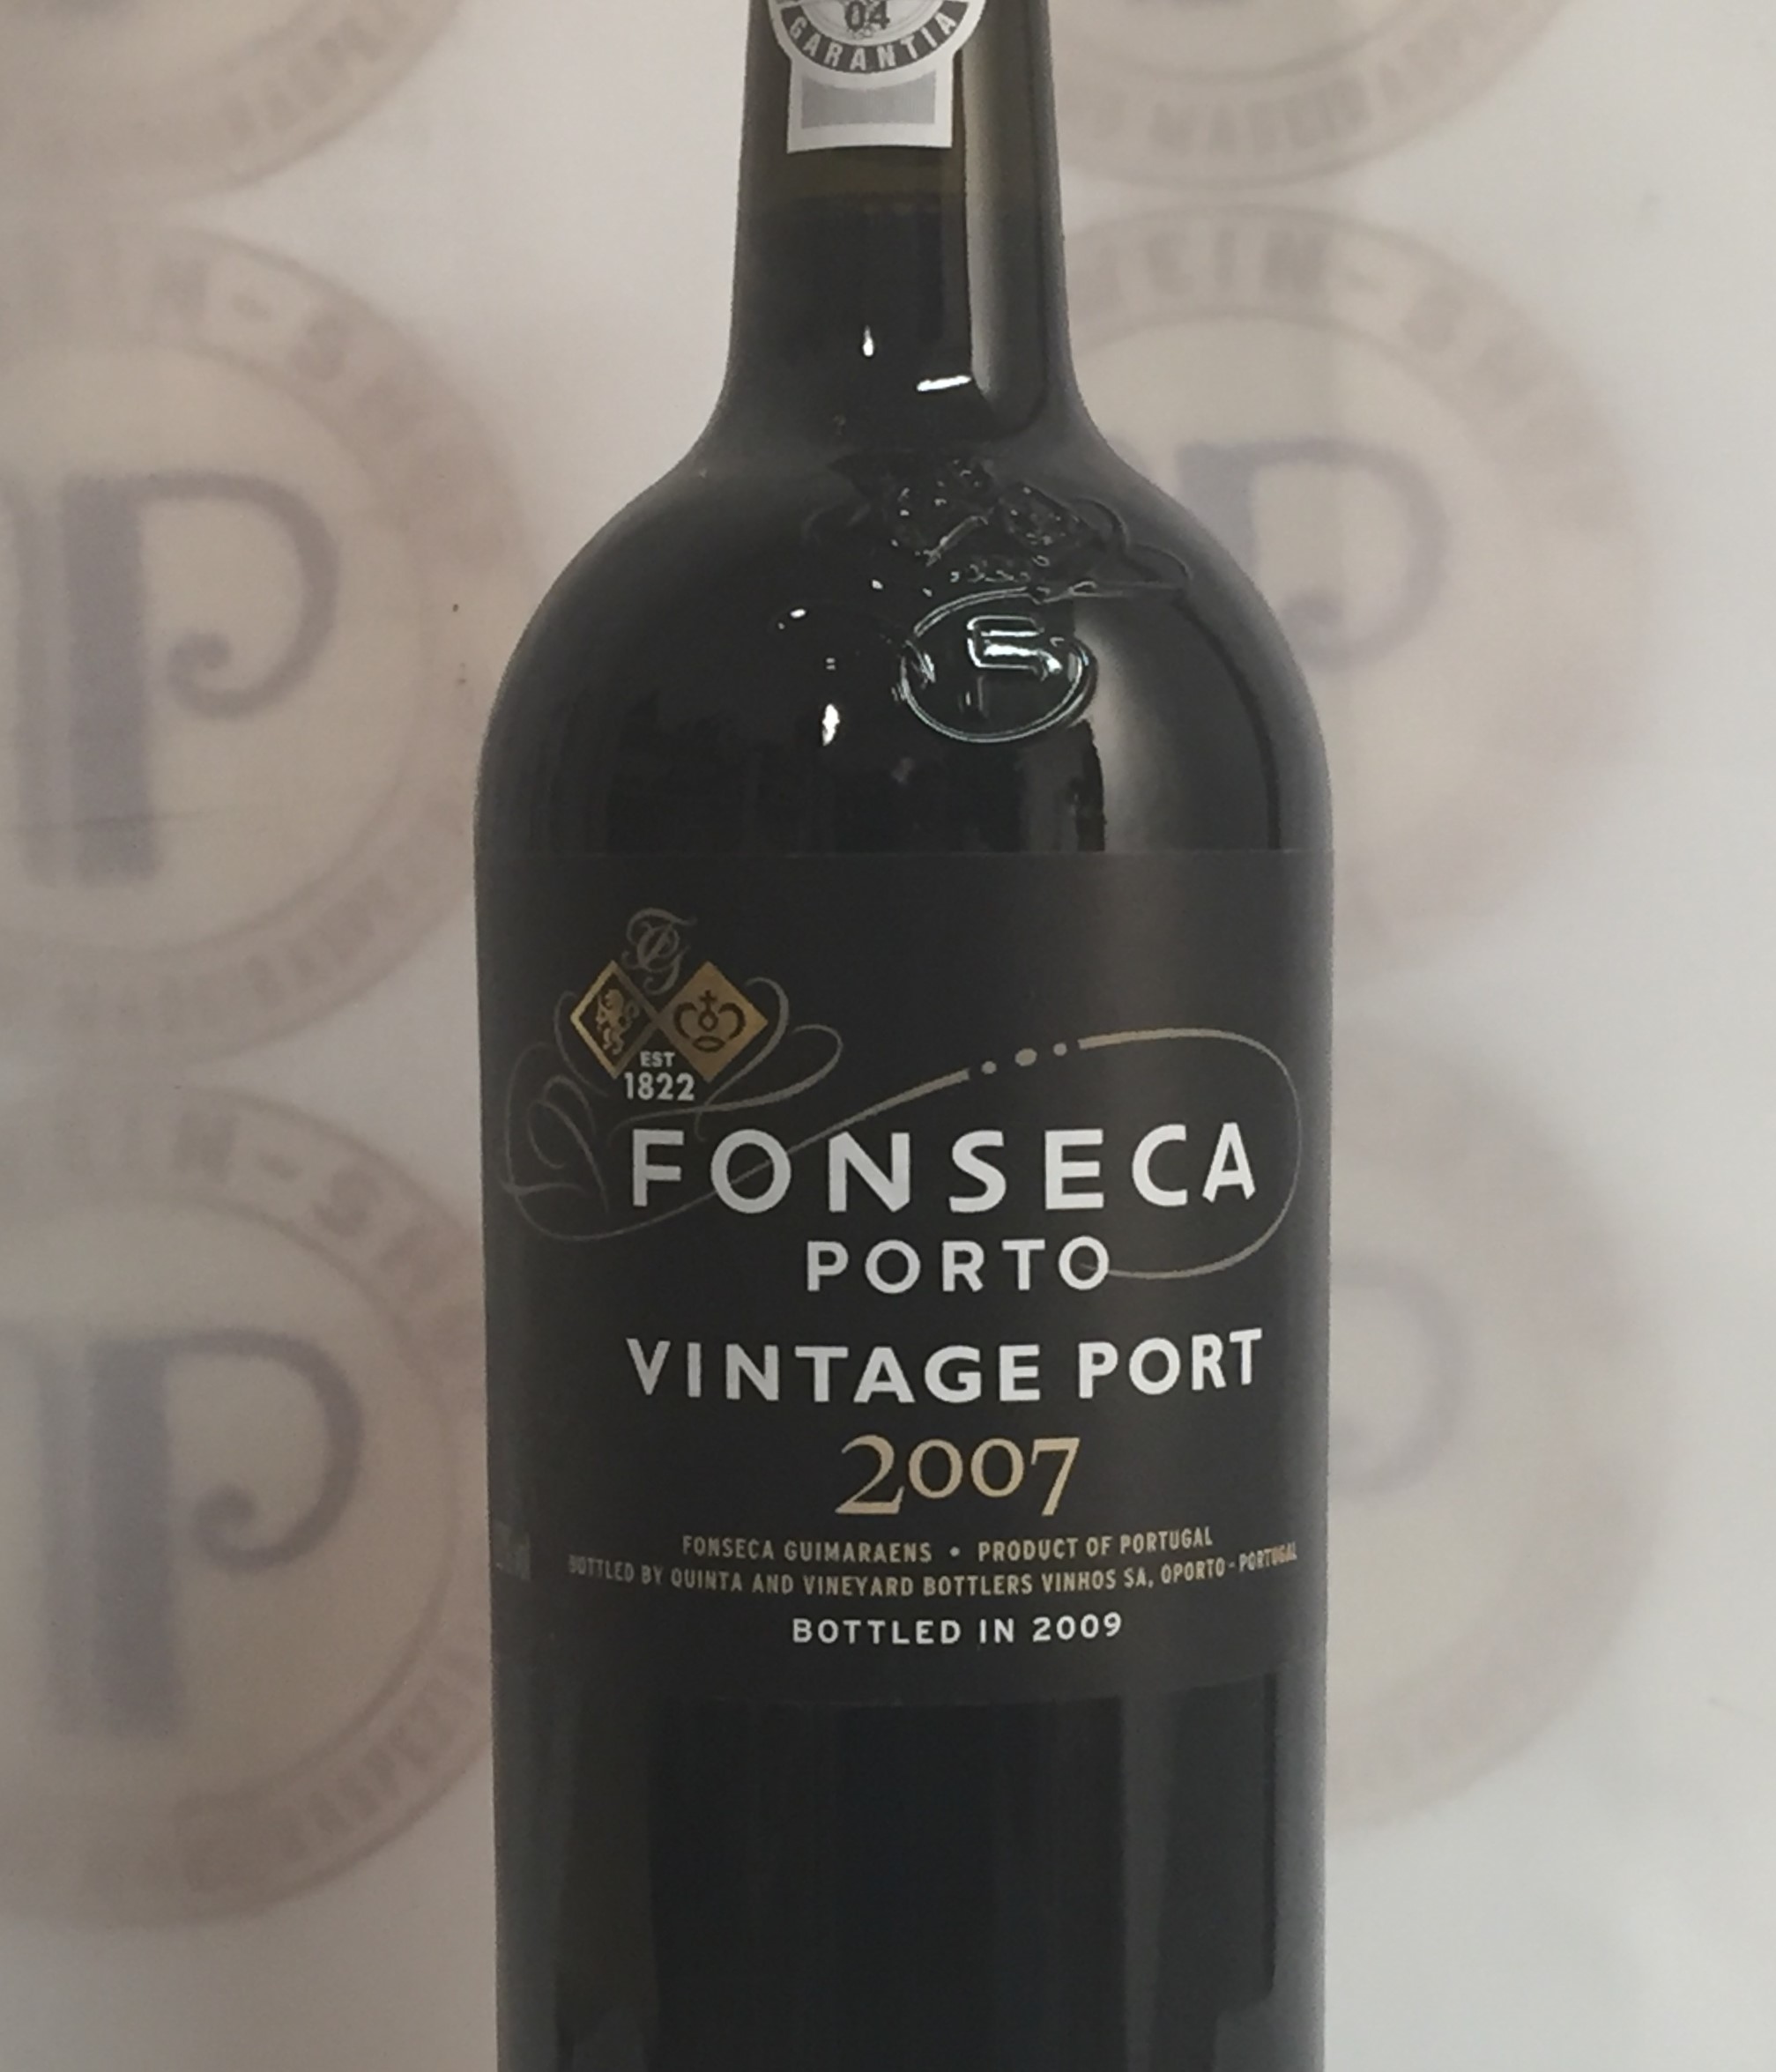 04
GARANTIA
EST
1822
FONSECA
PORTO
VINTAGE PORT
2007
FONSECA GUIMARAENS • PRODUCT OF PORTUGAL
BOTTLED BY QUINTA AND VINEYARD BOTTLERS VINHOS SA, OPORTO - PORTUGAL
BOTTLED IN 2009